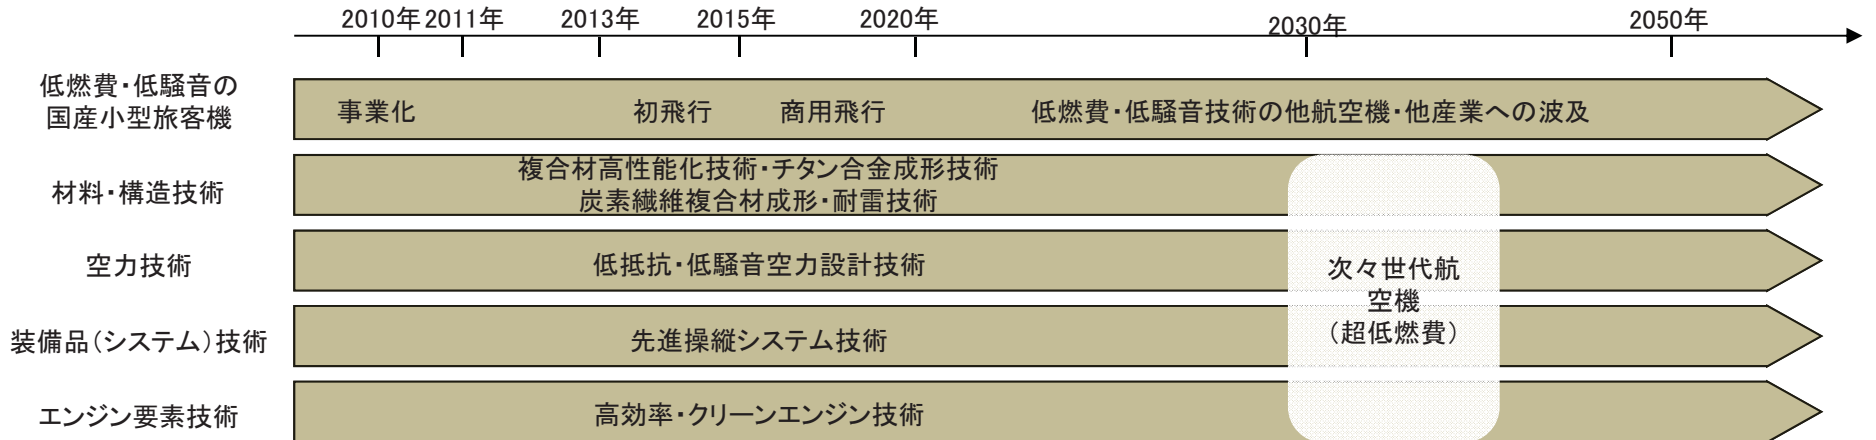 2010年 2011年 2013年 2015年 2020年 2030年 2050年
低燃費・低騒音の
国産小型旅客機
事業化 初飛行 商用飛行 低燃費・低騒音技術の他航空機・他産業への波及
材料・構造技術
複合材高性能化技術・チタン合金成形技術
炭素繊維複合材成形・耐雷技術
空力技術
低抵抗・低騒音空力設計技術
装備品(システム)技術
先進操縦システム技術
エンジン要素技術
高効率・クリーンエンジン技術
次々世代航
空機
(超低燃費)